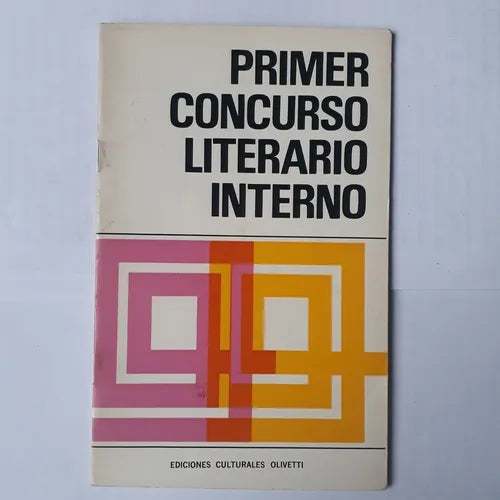 PRIMER
CONCURSO
LITERARIO
INTERNO
EDICIONES CULTURALES OLIVETTI